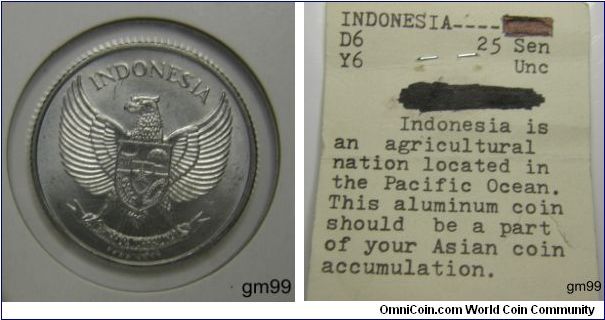 INDONESIA
gm99
INDONESIA----
D6 25 Sen
Y6 Unc
Indonesia is
an agricultural
nation located in
the Pacific Ocean.
This aluminum coin
should be a part
of your Asian coin
accumulation.
gm99
OmniCoin.com World Coin Community